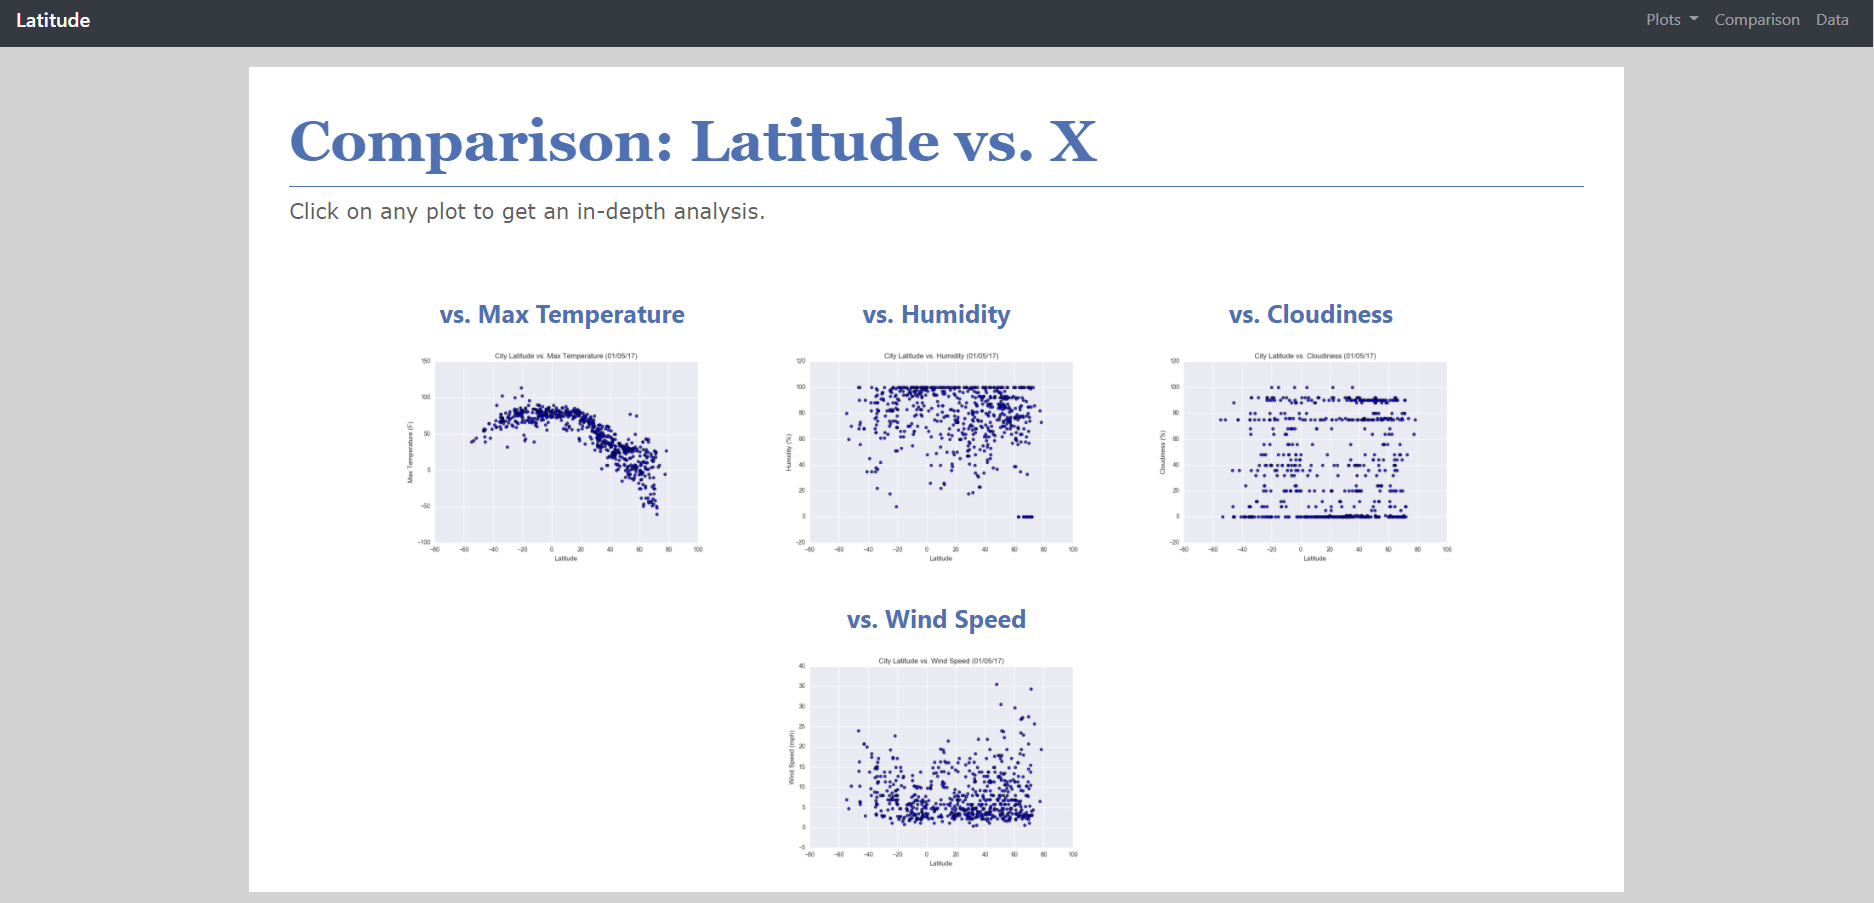 Latitude
Plots Comparison Data
Comparison: Latitude vs. X
Click on any plot to get an in-depth analysis.
vs. Max Temperature
City Latitude vs. Max Temperature (01/05/17)
Max Temperature (F)
150
100
50
0
−50
−100
−80 −60 −40 −20 0 20 40 60 80 100
Latitude
vs. Humidity
City Latitude vs. Humidity (01/05/17)
Humidity (%)
120
100
80
60
40
20
0
−20
−80 −60 −40 −20 0 20 40 60 80 100
Latitude
vs. Cloudiness
City Latitude vs. Cloudiness (01/05/17)
Cloudiness (%)
120
100
80
60
40
20
0
−20
−80 −60 −40 −20 0 20 40 60 80 100
Latitude
vs. Wind Speed
City Latitude vs. Wind Speed (01/05/17)
Wind Speed (mph)
40
35
30
25
20
15
10
5
0
−5
−80 −60 −40 −20 0 20 40 60 80 100
Latitude